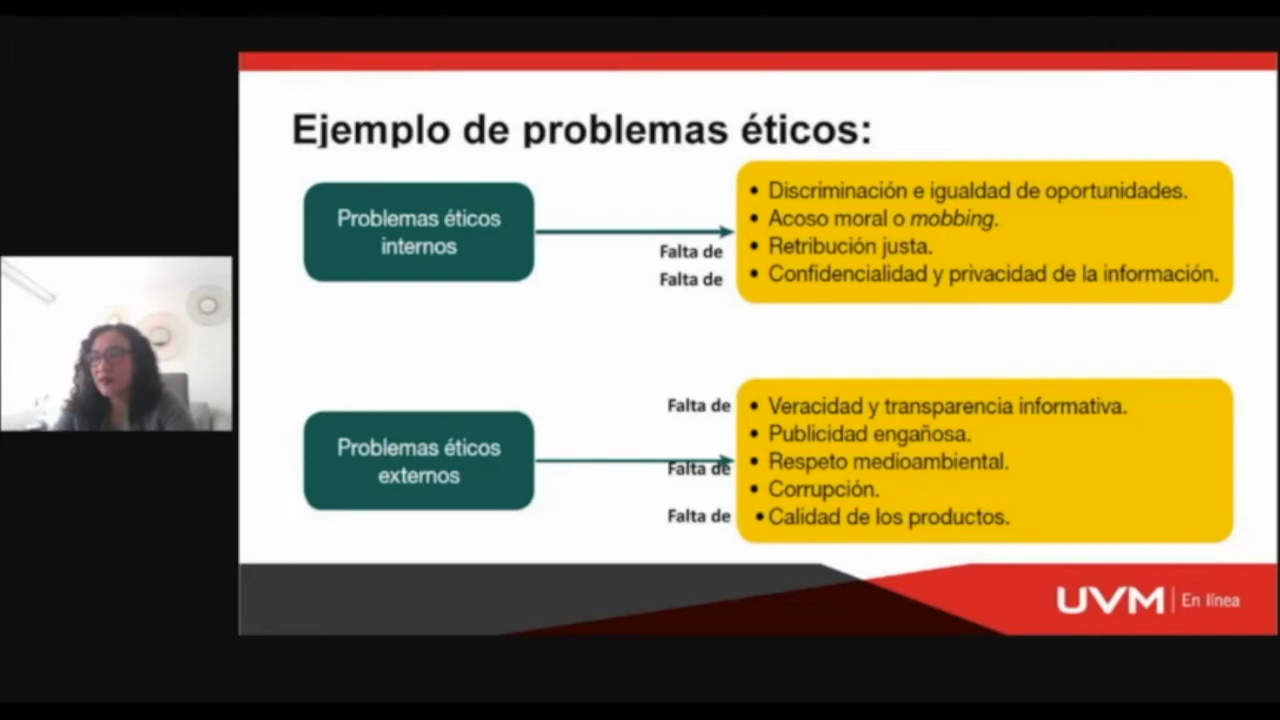 Ejemplo de problemas éticos:
Problemas éticos
internos
Falta de
Falta de
• Discriminación e igualdad de oportunidades.
• Acoso moral o mobbing.
• Retribución justa.
• Confidencialidad y privacidad de la información.
Problemas éticos
externos
Falta de • Veracidad y transparencia informativa.
• Publicidad engañosa.
Falta de • Respeto medioambiental.
• Corrupción.
Falta de • Calidad de los productos.
UVM | En línea